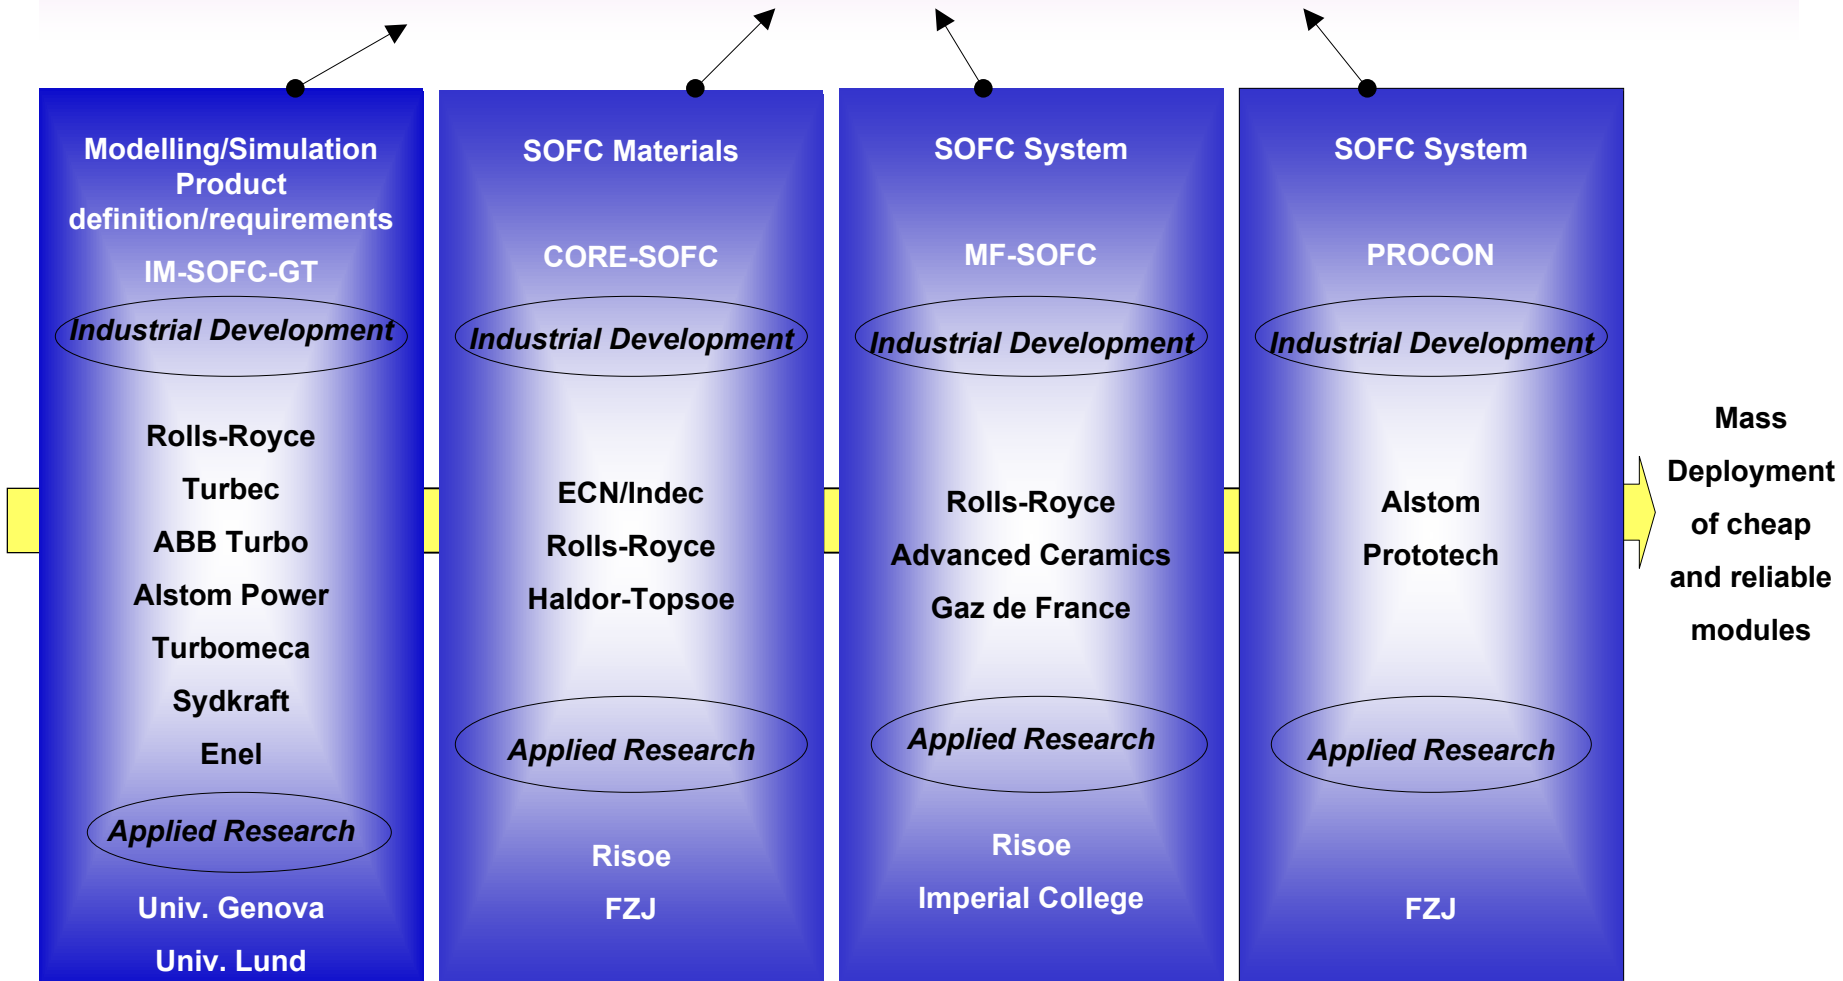 Modelling/Simulation
Product
definition/requirements
IM-SOFC-GT
Industrial Development
Rolls-Royce
Turbec
ABB Turbo
Alstom Power
Turbomeca
Sydkraft
Enel
Applied Research
Univ. Genova
Univ. Lund
SOFC Materials
CORE-SOFC
Industrial Development
ECN/Indec
Rolls-Royce
Haldor-Topsoe
Applied Research
Risoe
FZJ
SOFC System
MF-SOFC
Industrial Development
Rolls-Royce
Advanced Ceramics
Gaz de France
Applied Research
Risoe
Imperial College
SOFC System
PROCON
Industrial Development
Alstom
Prototech
Applied Research
FZJ
Mass
Deployment
of cheap
and reliable
modules